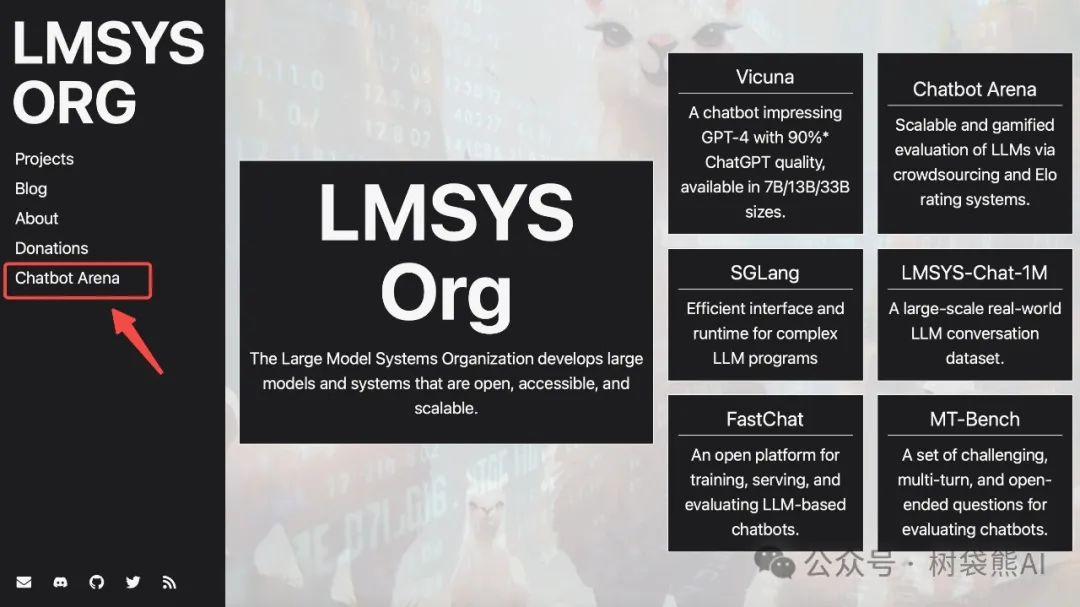 LMSYS
ORG
Projects
Blog
About
Donations
Chatbot Arena
LMSYS
Org
The Large Model Systems Organization develops large
models and systems that are open, accessible, and
scalable.
Vicuna
A chatbot impressing
GPT-4 with 90%*
ChatGPT quality,
available in 7B/13B/33B
sizes.
Chatbot Arena
Scalable and gamified
evaluation of LLMs via
crowdsourcing and Elo
rating systems.
SGLang
Efficient interface and
runtime for complex
LLM programs
LMSYS-Chat-1M
A large-scale real-world
LLM conversation
dataset.
FastChat
An open platform for
training, serving, and
evaluating LLM-based
chatbots.
MT-Bench
A set of challenging,
multi-turn, and open-
ended questions for
evaluating chatbots.
公众号 · 树袋熊AI